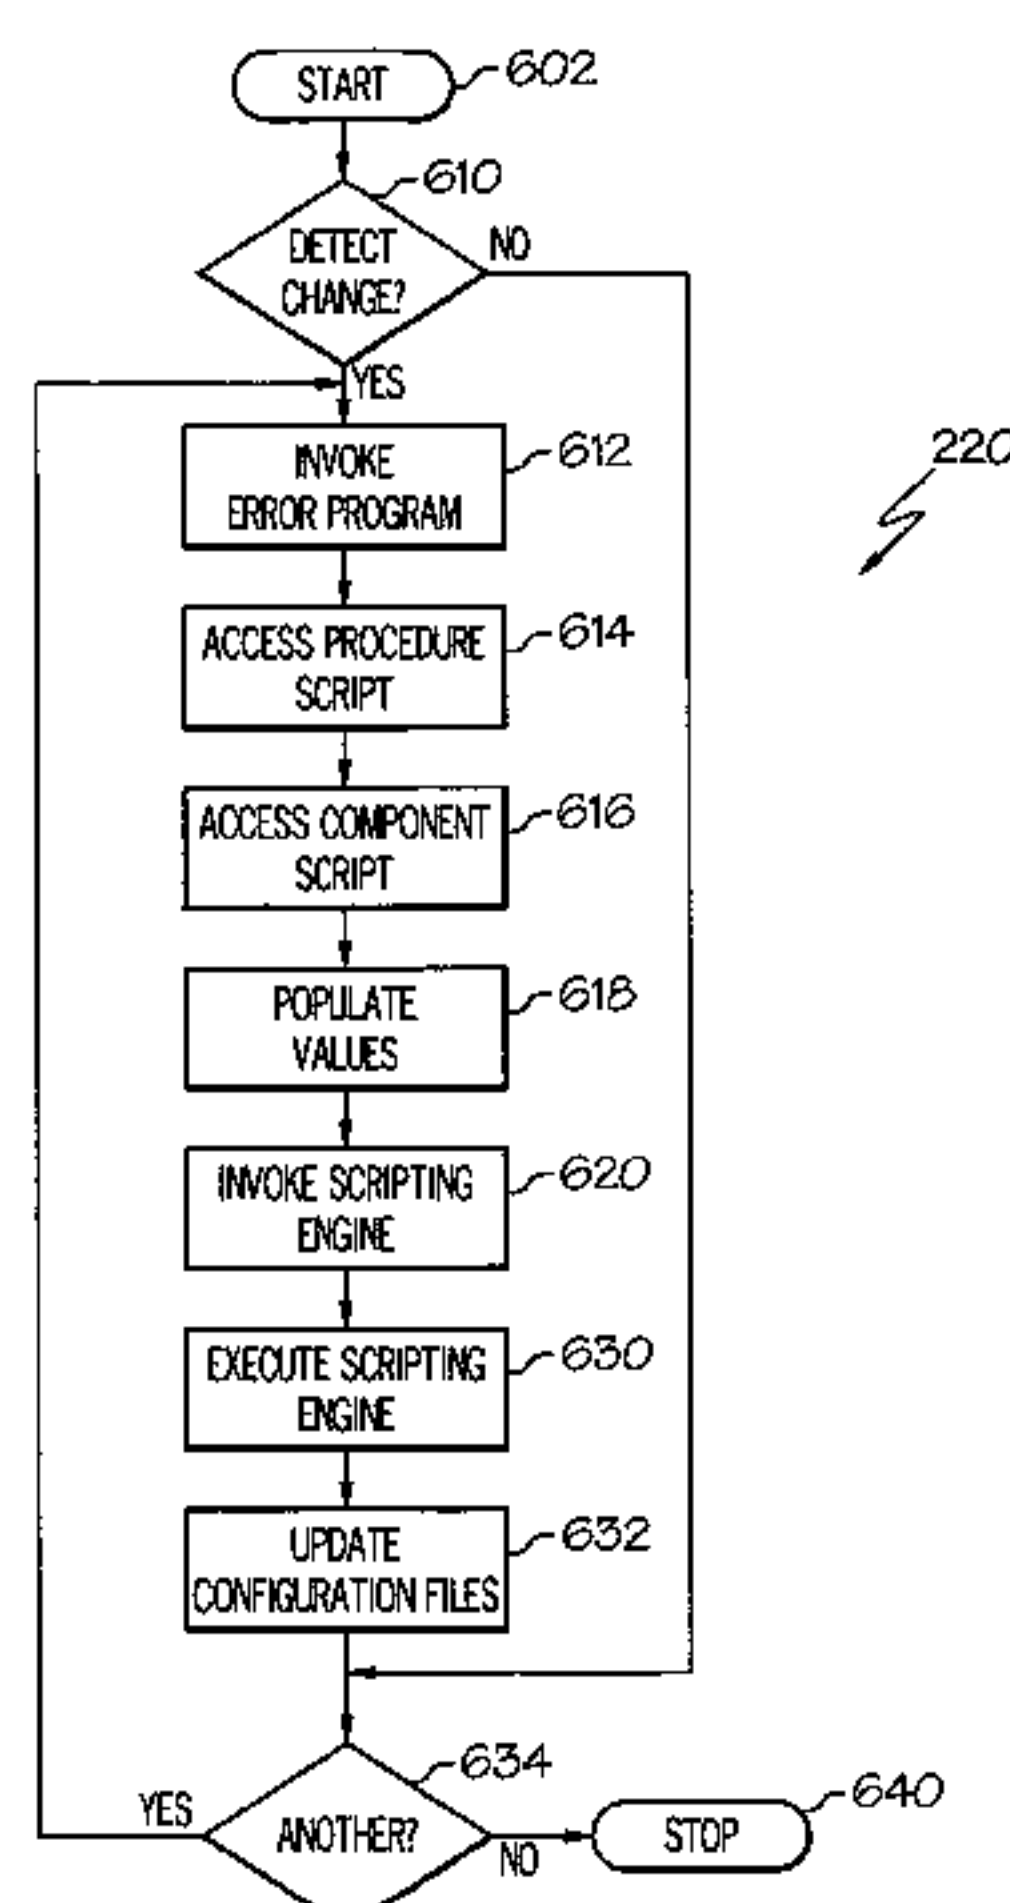 START
602
610
DETECT
CHANGE?
NO
YES
INVOKE
ERROR PROGRAM
612
220
ACCESS PROCEDURE
SCRIPT
614
ACCESS COMPONENT
SCRIPT
616
POPULATE
VALUES
618
INVOKE SCRIPTING
ENGINE
620
EXECUTE SCRIPTING
ENGINE
630
UPDATE
CONFIGURATION FILES
632
634
ANOTHER?
YES
NO
STOP
640